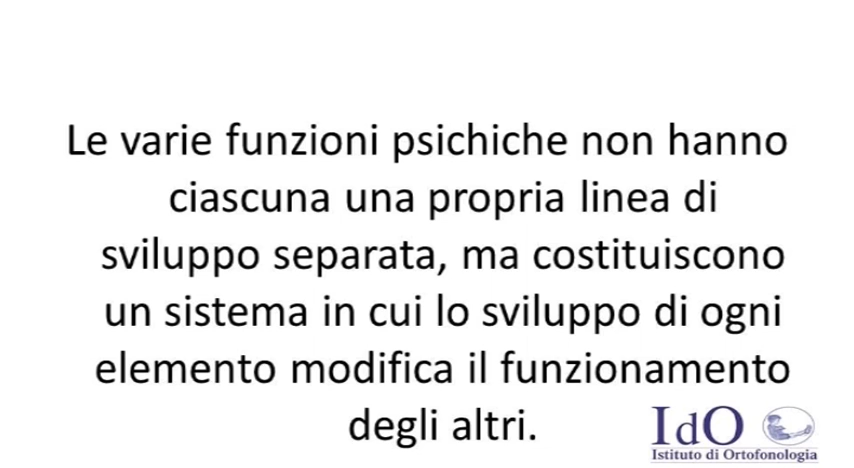 Le varie funzioni psichiche non hanno
ciascuna una propria linea di
sviluppo separata, ma costituiscono
un sistema in cui lo sviluppo di ogni
elemento modifica il funzionamento
degli altri.
IdO
Istituto di Ortofonologia